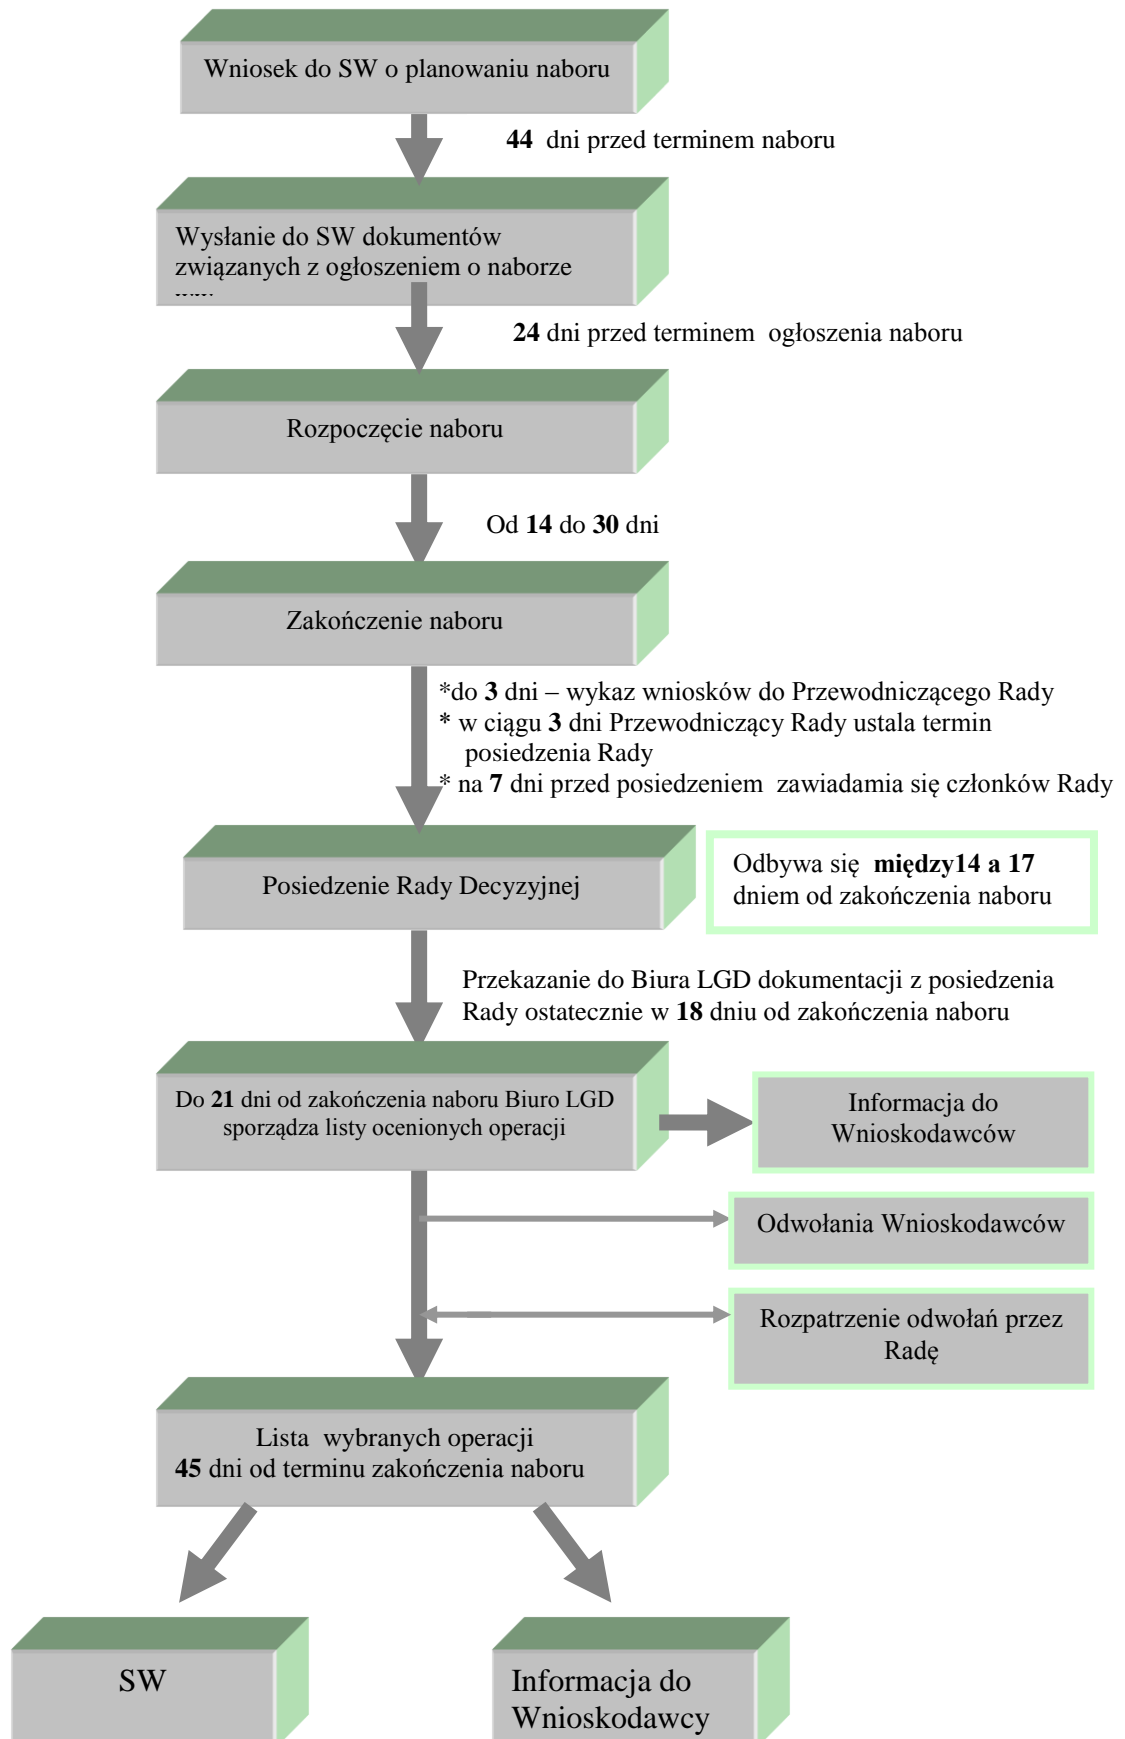 Wniosek do SW o planowaniu naboru
44 dni przed terminem naboru
Wysłanie do SW dokumentów
związanych z ogłoszeniem o naborze
24 dni przed terminem ogłoszenia naboru
Rozpoczęcie naboru
Od 14 do 30 dni
Zakończenie naboru
*do 3 dni – wykaz wniosków do Przewodniczącego Rady
* w ciągu 3 dni Przewodniczący Rady ustala termin
posiedzenia Rady
* na 7 dni przed posiedzeniem zawiadamia się członków Rady
Posiedzenie Rady Decyzyjnej
Odbywa się między14 a 17
dniem od zakończenia naboru
Przekazanie do Biura LGD dokumentacji z posiedzenia
Rady ostatecznie w 18 dniu od zakończenia naboru
Do 21 dni od zakończenia naboru Biuro LGD
sporządza listy ocenionych operacji
Informacja do
Wnioskodawców
Odwołania Wnioskodawców
Rozpatrzenie odwołań przez
Radę
Lista wybranych operacji
45 dni od terminu zakończenia naboru
SW
Informacja do
Wnioskodawcy